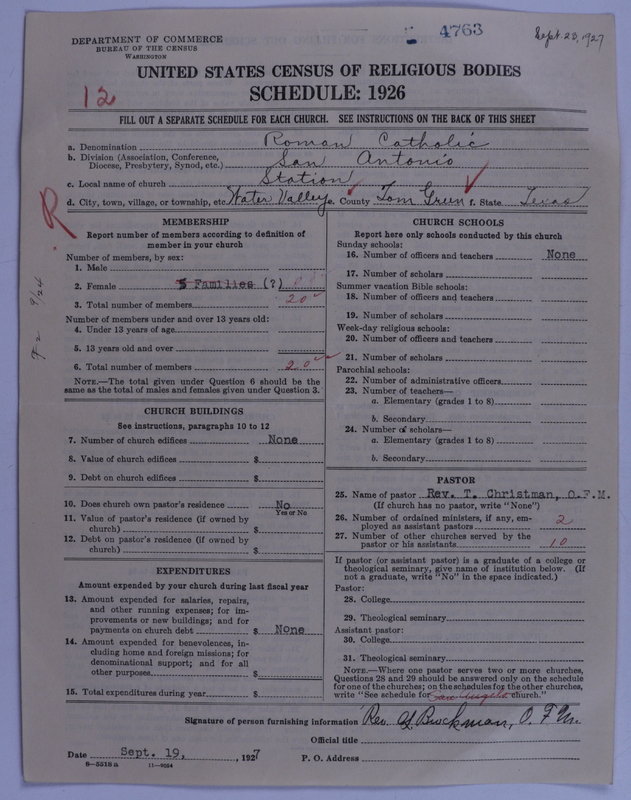 DEPARTMENT OF COMMERCE
BUREAU OF THE CENSUS
WASHINGTON
4763
Sept. 23, 1927
UNITED STATES CENSUS OF RELIGIOUS BODIES
SCHEDULE: 1926
12
FILL OUT A SEPARATE SCHEDULE FOR EACH CHURCH. SEE INSTRUCTIONS ON THE BACK OF THIS SHEET
a. Denomination Roman Catholic
b. Division (Association, Conference, Diocese, Presbytery, Synod, etc.) San Antonio
c. Local name of church Station
d. City, town, village, or township, etc. Water Valley e. County Tom Green f. State Texas
R
9/24
MEMBERSHIP
Report number of members according to definition of
member in your church
Number of members, by sex:
1. Male
2. Female 5 Families (?)
3. Total number of members 20
Number of members under and over 13 years old:
4. Under 13 years of age
5. 13 years old and over
6. Total number of members 20
NOTE.—The total given under Question 6 should be the
same as the total of males and females given under Question 3.
CHURCH BUILDINGS
See instructions, paragraphs 10 to 12
7. Number of church edifices None
8. Value of church edifices $
9. Debt on church edifices $
10. Does church own pastor's residence No
Yes or No
11. Value of pastor's residence (if owned by
church) $
12. Debt on pastor's residence (if owned by
church) $
EXPENDITURES
Amount expended by your church during last fiscal year
13. Amount expended for salaries, repairs,
and other running expenses; for im-
provements or new buildings; and for
payments on church debt $ None
14. Amount expended for benevolences, in-
cluding home and foreign missions; for
denominational support; and for all
other purposes $
15. Total expenditures during year $
CHURCH SCHOOLS
Report here only schools conducted by this church
Sunday schools:
16. Number of officers and teachers None
17. Number of scholars
Summer vacation Bible schools:
18. Number of officers and teachers
19. Number of scholars
Week-day religious schools:
20. Number of officers and teachers
21. Number of scholars
Parochial schools:
22. Number of administrative officers
23. Number of teachers—
a. Elementary (grades 1 to 8)
b. Secondary
24. Number of scholars—
a. Elementary (grades 1 to 8)
b. Secondary
PASTOR
25. Name of pastor Rev. T. Christman, O.F.M.
(If church has no pastor, write "None")
26. Number of ordained ministers, if any, em-
ployed as assistant pastors 2
27. Number of other churches served by the
pastor or his assistants 10
If pastor (or assistant pastor) is a graduate of a college or
theological seminary, give name of institution below. (If
not a graduate, write "No" in the space indicated.)
Pastor:
28. College
29. Theological seminary
Assistant pastor:
30. College
31. Theological seminary
NOTE.—Where one pastor serves two or more churches,
Questions 28 and 29 should be answered only on the schedule
for one of the churches; on the schedules for the other churches,
write "See schedule for San Angelo church."
Signature of person furnishing information Rev. Brockman, O. F. M.
Official title
Date Sept. 19, 1927 P. O. Address
8-5518 a 11-9024